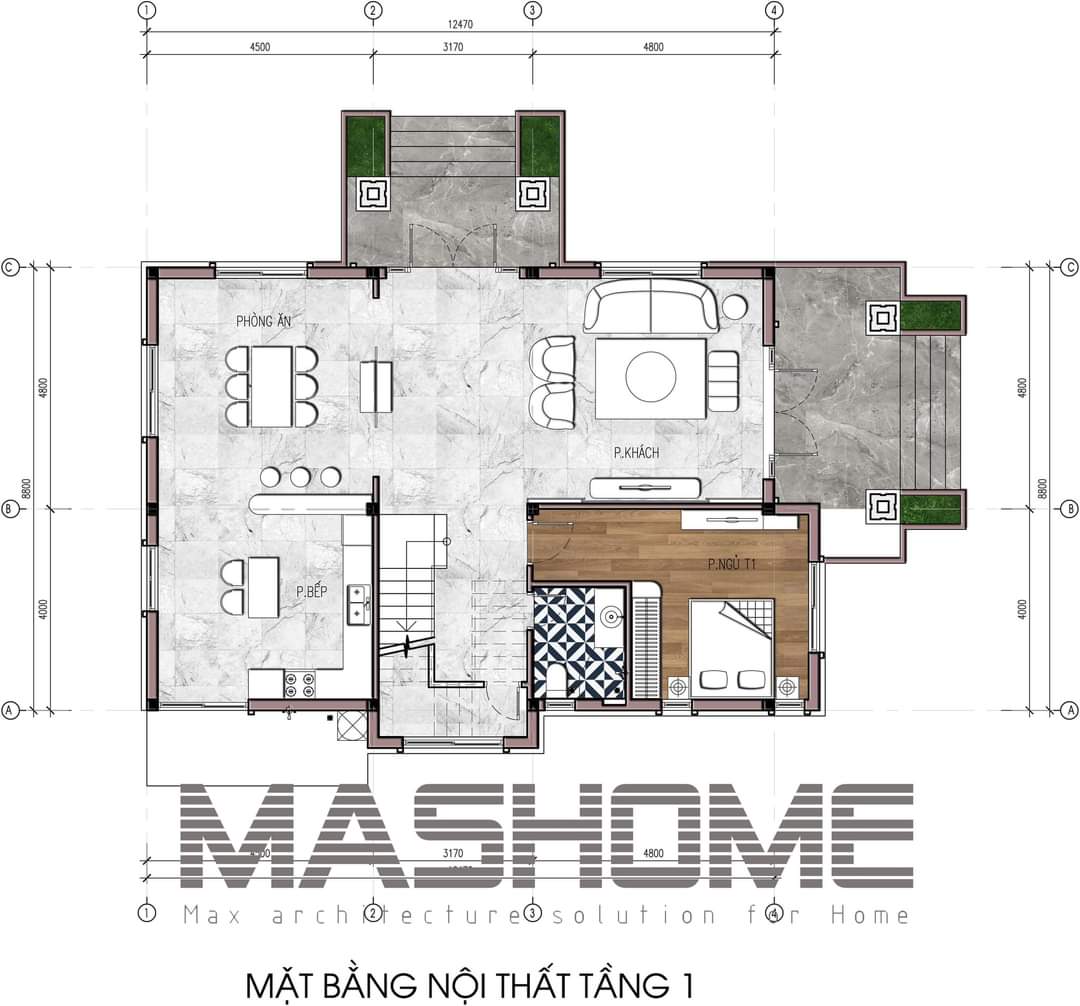 1 2 3 4
12470
4500 3170 4800
C C
PHÒNG ĂN
4800 4800
P.KHÁCH
8800 8800
B B
P.NGỦ T1
P.BẾP
4000 4000
A A
MASHOME
4500 3170 4800
12470
Max architecture solution for Home
1 2 3 4
MẶT BẰNG NỘI THẤT TẦNG 1